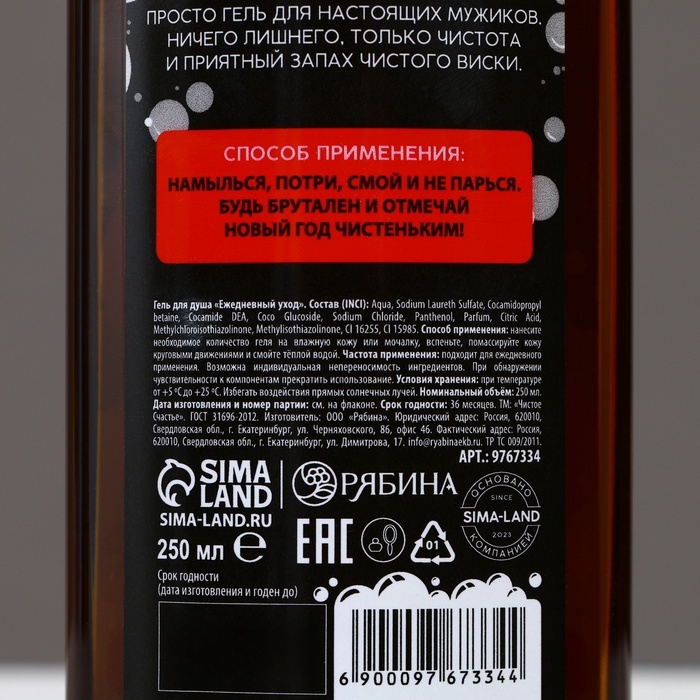 ПРОСТО ГЕЛЬ ДЛЯ НАСТОЯЩИХ МУЖИКОВ.
НИЧЕГО ЛИШНЕГО, ТОЛЬКО ЧИСТОТА
И ПРИЯТНЫЙ ЗАПАХ ЧИСТОГО ВИСКИ.
СПОСОБ ПРИМЕНЕНИЯ:
НАМЫЛЬСЯ, ПОТРИ, СМОЙ И НЕ ПАРЬСЯ.
БУДЬ БРУТАЛЕН И ОТМЕЧАЙ
НОВЫЙ ГОД ЧИСТЕНЬКИМ!
Гель для душа «Ежедневный уход». Состав (INCI): Aqua, Sodium Laureth Sulfate, Cocamidopropyl
betaine, Cocamide DEA, Coco Glucoside, Sodium Chloride, Panthenol, Parfum, Citric Acid,
Methylchloroisothiazolinone, Methylisothiazolinone, CI 16255, CI 15985. Способ применения: нанесите
необходимое количество геля на влажную кожу или мочалку, вспеньте, помассируйте кожу
круговыми движениями и смойте тёплой водой. Частота применения: подходит для ежедневного
применения. Возможна индивидуальная непереносимость ингредиентов. При обнаружении
чувствительности к компонентам прекратить использование. Условия хранения: при температуре
от +5 °С до +25 °С. Избегать воздействия прямых солнечных лучей. Номинальный объём: 250 мл.
Дата изготовления и номер партии: см. на флаконе. Срок годности: 36 месяцев. ТМ: «Чистое
Счастье». ГОСТ 31696-2012. Изготовитель: ООО «Рябина». Юридический адрес: Россия, 620010,
Свердловская обл., г. Екатеринбург, ул. Черняховского, 86, офис 46. Фактический адрес: Россия,
620010, Свердловская обл., г. Екатеринбург, ул. Димитрова, 17. info@ryabinaekb.ru. ТР ТС 009/2011.
АРТ.: 9767334
SIMA LAND
SIMA-LAND.RU
РЯБИНА
ОСНОВАНО
SINCE
SIMA-LAND
2023
КОМПАНИЕЙ
250 мл ℮
EAC
01
Срок годности
(дата изготовления и годен до)
6 900097 673344